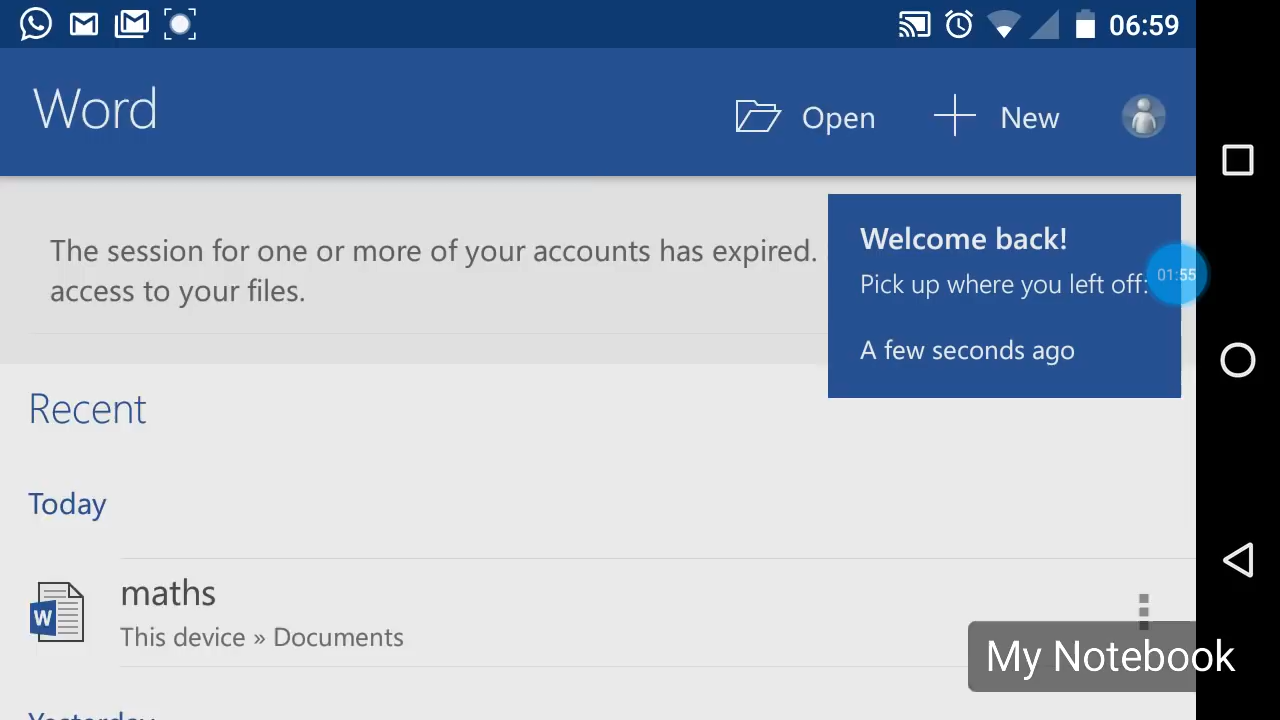 06:59
Word
Open
New
The session for one or more of your accounts has expired.
access to your files.
Welcome back!
Pick up where you left off:
01:55
A few seconds ago
Recent
Today
W
maths
This device » Documents
My Notebook
Yesterday